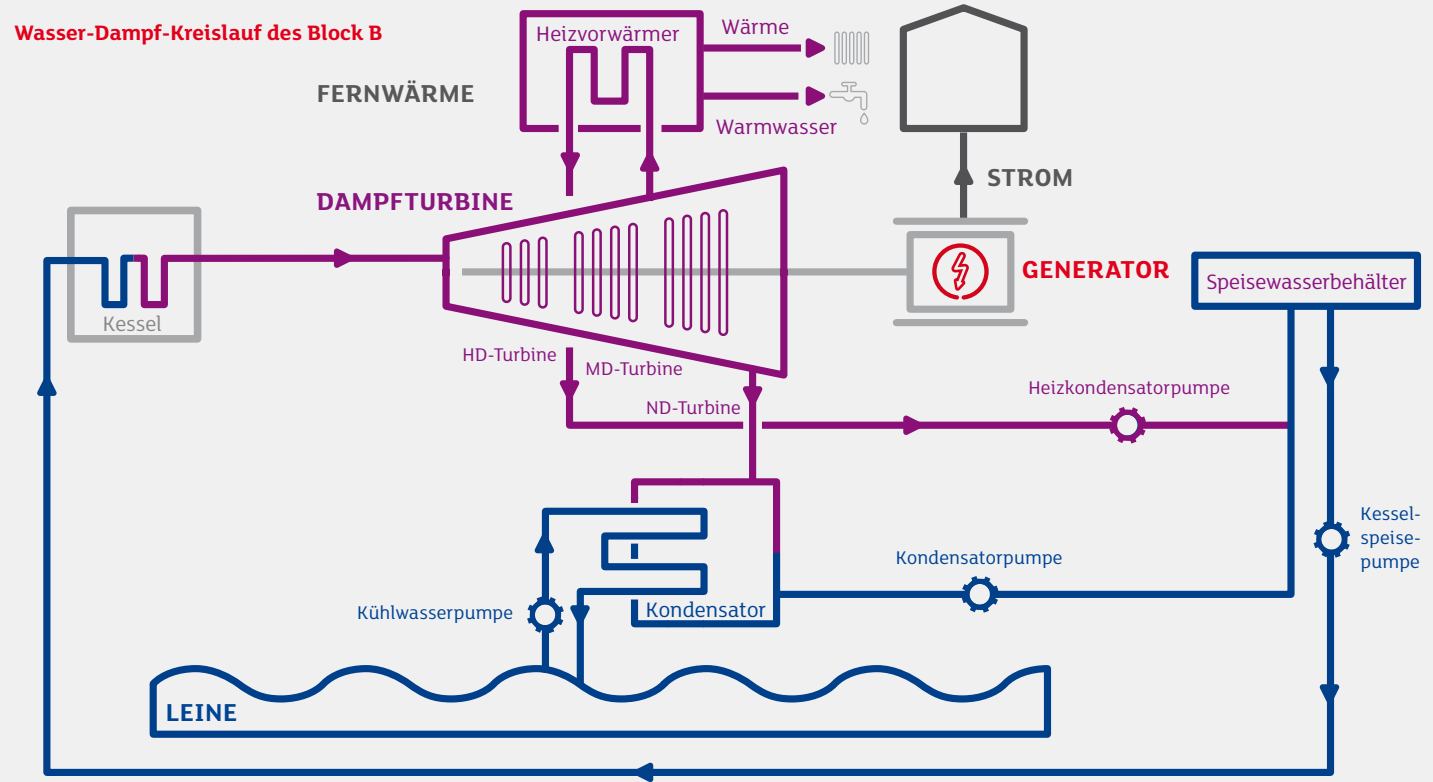 Wasser-Dampf-Kreislauf des Block B
Heizvorwärmer
Wärme
FERNWÄRME
Warmwasser
STROM
DAMPFTURBINE
GENERATOR
Speisewasserbehälter
Kessel
HD-Turbine
MD-Turbine
ND-Turbine
Heizkondensatorpumpe
Kessel-
speise-
pumpe
Kondensatorpumpe
Kühlwasserpumpe
Kondensator
LEINE